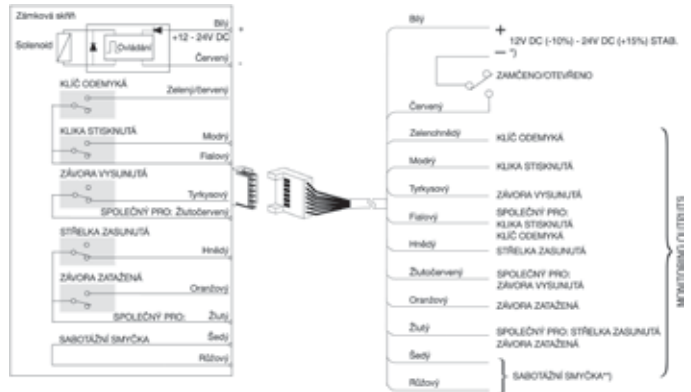 Zámková skříň
Bílý
+
+12 - 24V DC
Solenoid
Ovládání
Červený
-
KLÍČ ODEMYKÁ
Zelený/červený
KLIKA STISKNUTÁ
Modrý
Fialový
ZÁVORA VYSUNUTÁ
Tyrkysový
SPOLEČNÝ PRO: Žlutočervený
STŘELKA ZASUNUTÁ
Hnědý
ZÁVORA ZATAŽENÁ
Oranžový
SPOLEČNÝ PRO: Žlutý
SABOTÁŽNÍ SMYČKA
Šedý
Růžový
Bílý
+
12V DC (-10%) - 24V DC (+15%) STAB.
— *)
ZAMČENO/OTEVŘENO
Červený
Zelenohnědý
KLÍČ ODEMYKÁ
Modrý
KLIKA STISKNUTÁ
Tyrkysový
ZÁVORA VYSUNUTÁ
Fialový
SPOLEČNÝ PRO:
KLIKA STISKNUTÁ
KLÍČ ODEMYKÁ
Hnědý
STŘELKA ZASUNUTÁ
Žlutočervený
SPOLEČNÝ PRO:
ZÁVORA VYSUNUTÁ
Oranžový
ZÁVORA ZATAŽENÁ
Žlutý
SPOLEČNÝ PRO: STŘELKA ZASUNUTÁ
ZÁVORA ZATAŽENÁ
Šedý
SABOTÁŽNÍ SMYČKA**)
Růžový
MONITORING OUTPUTS